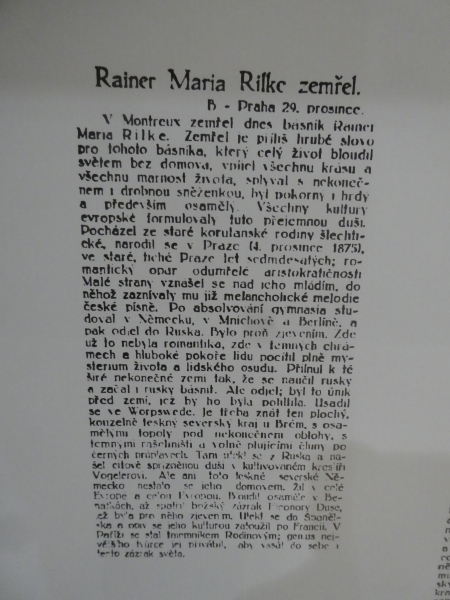 Rainer Maria Rilke zemřel.
B - Praha 29. prosince.
V Montreux zemřel dnes básník Rainer
Maria Rilke. Zemřel je příliš hrubé slovo
pro tohoto básníka, který celý život bloudil
světem bez domova, vpíjel všechnu krásu a
všechnu marnost života, splýval s nekoneč-
nem i drobnou sněženkou, byl pokorný i hrdý
a především osamělý. Všechny kultury
evropské formulovaly tuto přejemnou duši.
Pocházel ze staré korutanské rodiny šlechti-
cké, narodil se v Praze (4. prosince 1875),
ve staré, tiché Praze let sedmdesátých; ro-
mantický opar odumřelé aristokratičnosti
Malé strany vznášel se nad jeho mládím, do
něhož zaznívaly mu již melancholické melodie
české písně. Po absolvování gymnasia stu-
doval v Německu, v Mnichově a Berlíně, a
pak odjel do Ruska. Bylo proň zjevením. Zde
už to nebyla romantika, zde v temných chrá-
mech a hluboké pokoře lidu pocítil plné my-
sterium života a lidského osudu. Přilnul k té
širé nekonečné zemi tak, že se naučil rusky
a začal i rusky básnit. Ale odjel; byl to únik
před zemí, jež by ho byla pohltila. Usadil
se ve Worpswede. Je třeba znát ten plochý,
kouzelně teskný severský kraj u Brém, s osa-
mělými topoly pod nekonečnem oblohy, s
temnými rašeliništi a volně plujícími čluny po
černých průplavech. Tam utekl se z Ruska a na-
šel citově spřízněnou duši v kultivovaném
Vogelerovi. Ale ani toto teskné severské Ně-
mecko nestalo se jeho domovem. Žil v celé
Evropě a celou Evropou. Bloudil osaměle v Be-
nátkách, až spatřil božský zázrak Eleonory Duse,
jež byla pro něho zjevením. Utekl se do Španěl-
ska a opět se jeho kulturou zatoužil po Francii. V
Paříži se stal tajemníkem Rodinovým; genius nej-
většího tvůrce jej přivábil, aby vssál do sebe i
tento zázrak světa.